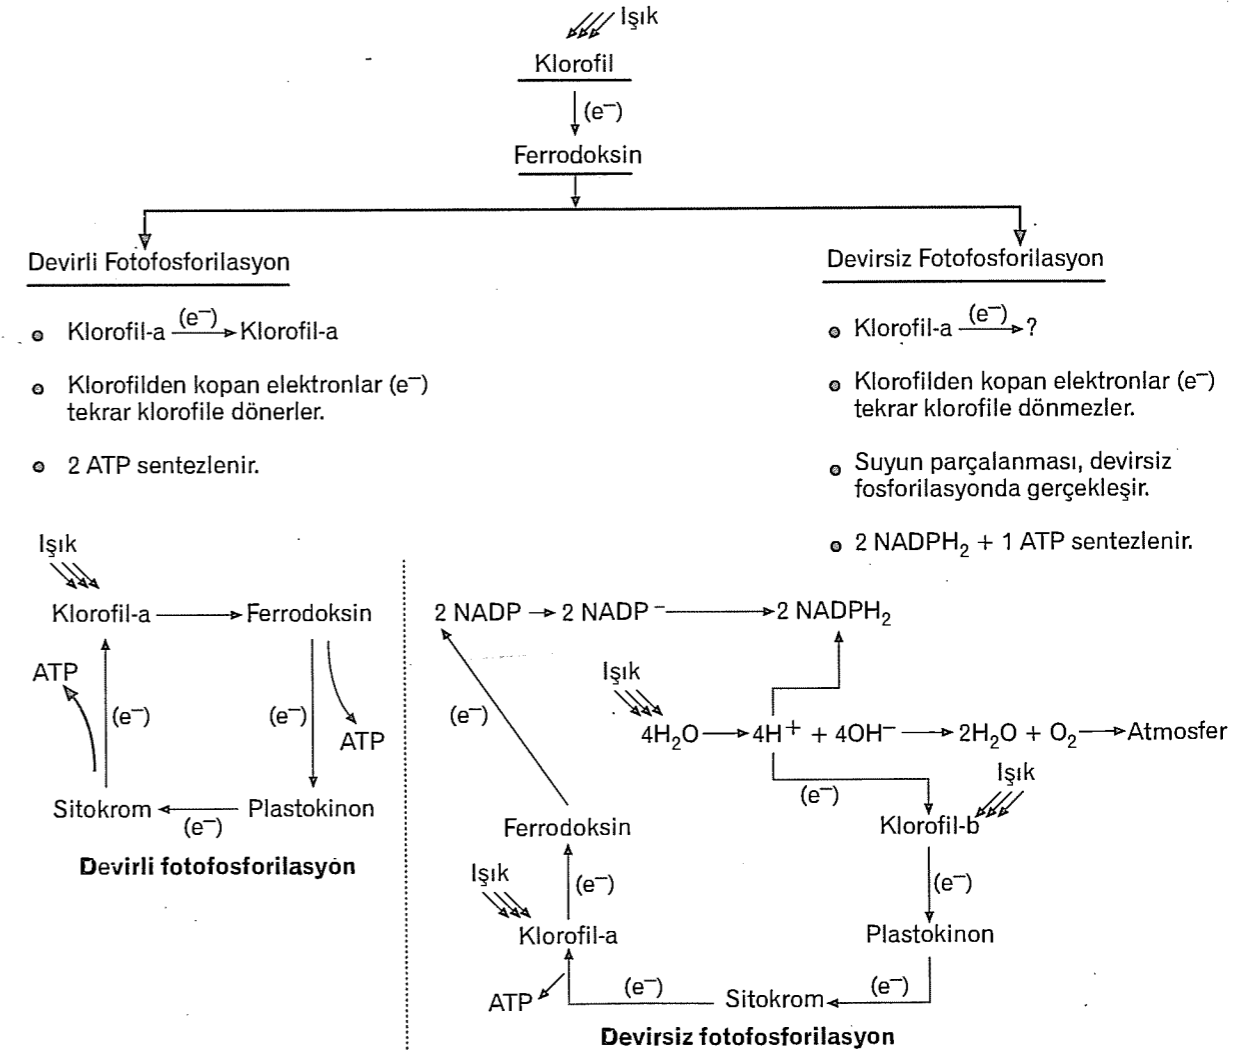 Işık
Klorofil
(e–)
Ferrodoksin
Devirli Fotofosforilasyon
Klorofil-a (e–) Klorofil-a
Klorofilden kopan elektronlar (e–)
tekrar klorofile dönerler.
2 ATP sentezlenir.
Devirsiz Fotofosforilasyon
Klorofil-a (e–) ?
Klorofilden kopan elektronlar (e–)
tekrar klorofile dönmezler.
Suyun parçalanması, devirsiz
fosforilasyonda gerçekleşir.
2 NADPH₂ + 1 ATP sentezlenir.
Işık
Klorofil-a Ferrodoksin
ATP
(e–)
(e–)
ATP
Sitokrom (e–) Plastokinon
Devirli fotofosforilasyon
2 NADP → 2 NADP – → 2 NADPH₂
Işık
(e–)
4H₂O → 4H⁺ + 4OH⁻ → 2H₂O + O₂ → Atmosfer
(e–)
Işık
Klorofil-b
Ferrodoksin
Işık
(e–)
(e–)
Klorofil-a
Plastokinon
ATP
(e–)
Sitokrom
(e–)
Devirsiz fotofosforilasyon